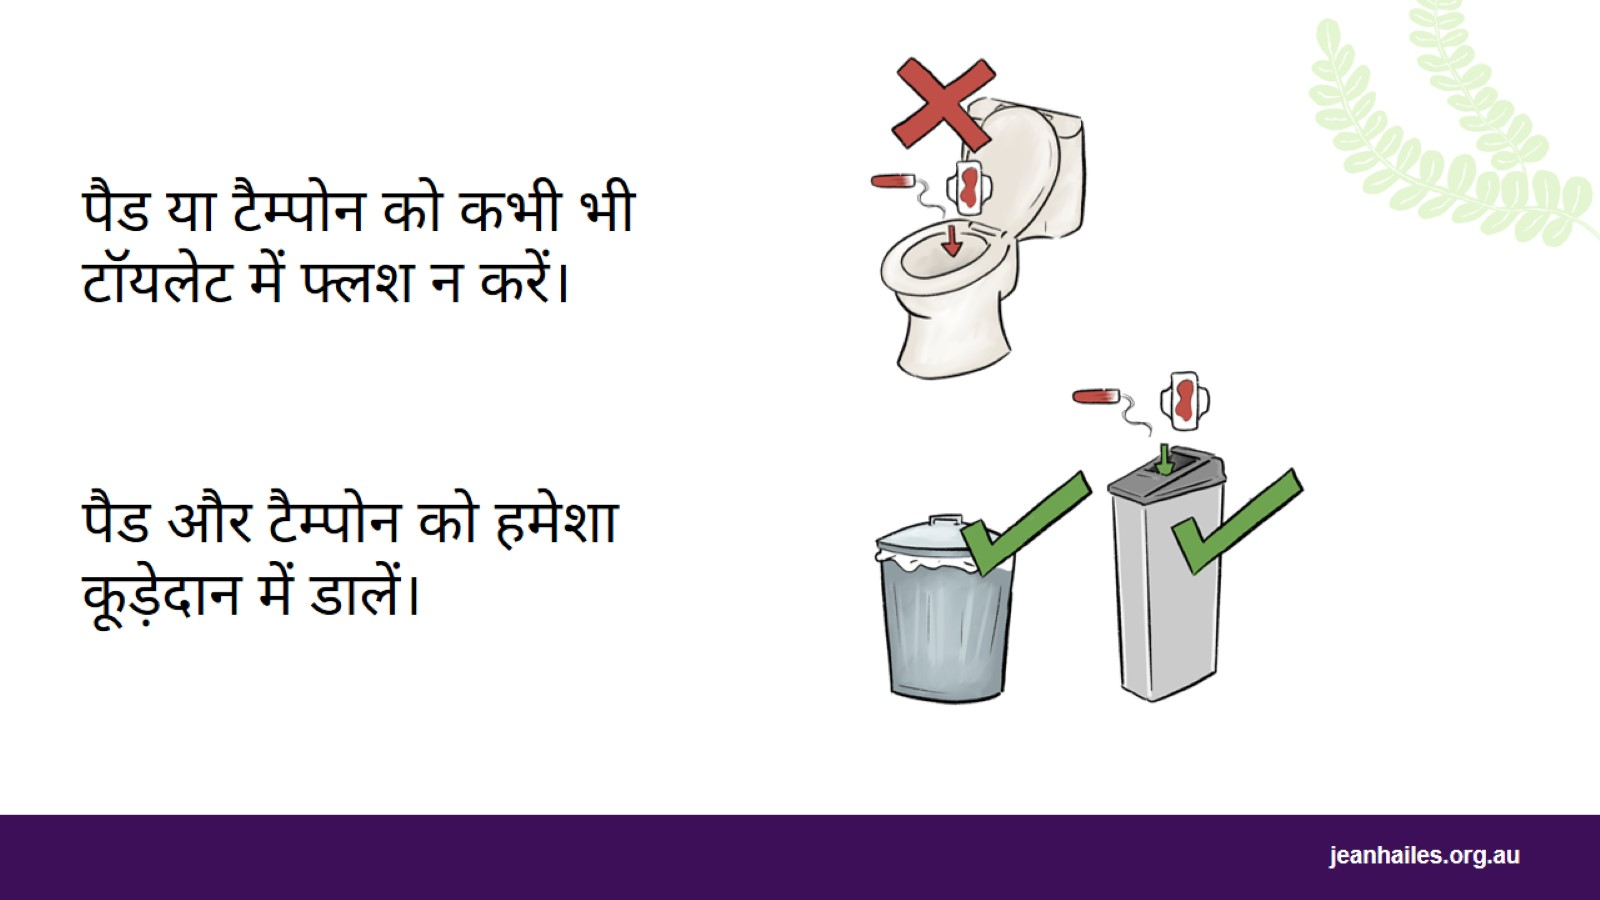 पैड या टैम्पोन को कभी भी
टॉयलेट में फ्लश न करें।
पैड और टैम्पोन को हमेशा
कूड़ेदान में डालें।
jeanhailes.org.au